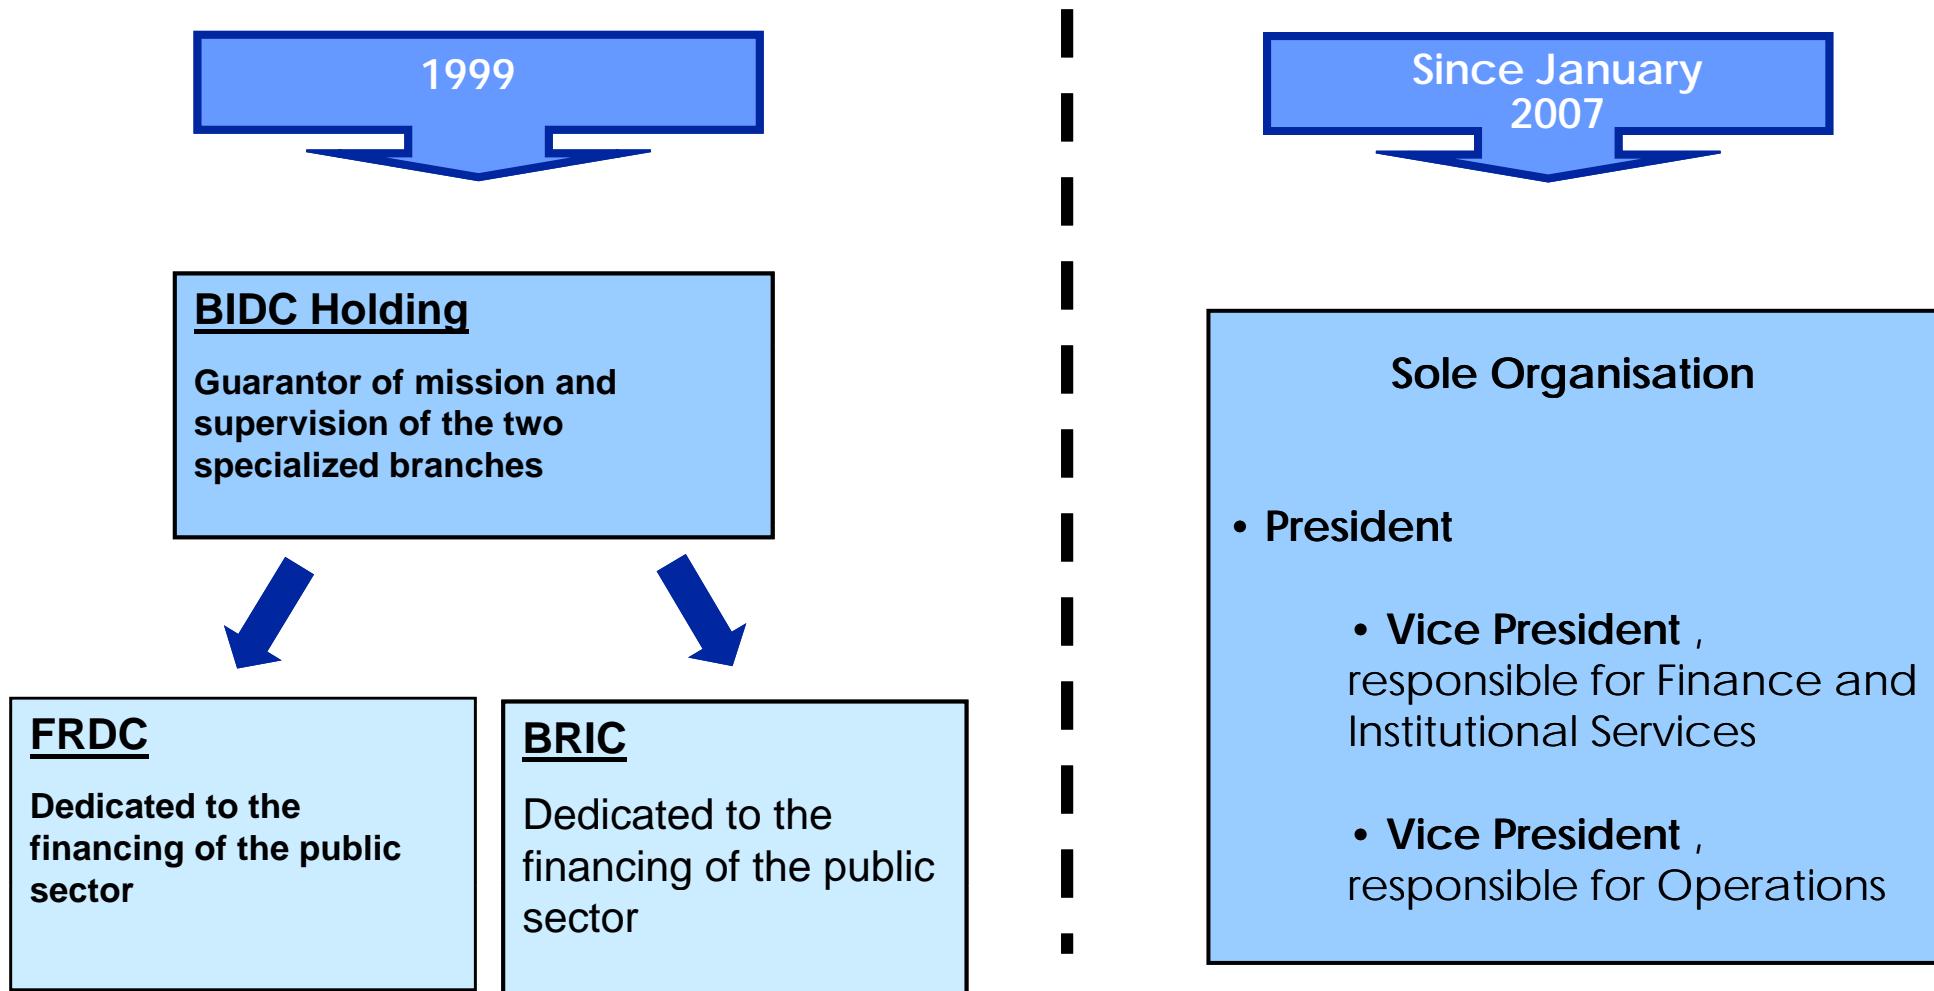 1999
BIDC Holding
Guarantor of mission and
supervision of the two
specialized branches
FRDC
Dedicated to the
financing of the public
sector
BRIC
Dedicated to the
financing of the public
sector
Since January
2007
Sole Organisation
• President
• Vice President ,
responsible for Finance and
Institutional Services
• Vice President ,
responsible for Operations